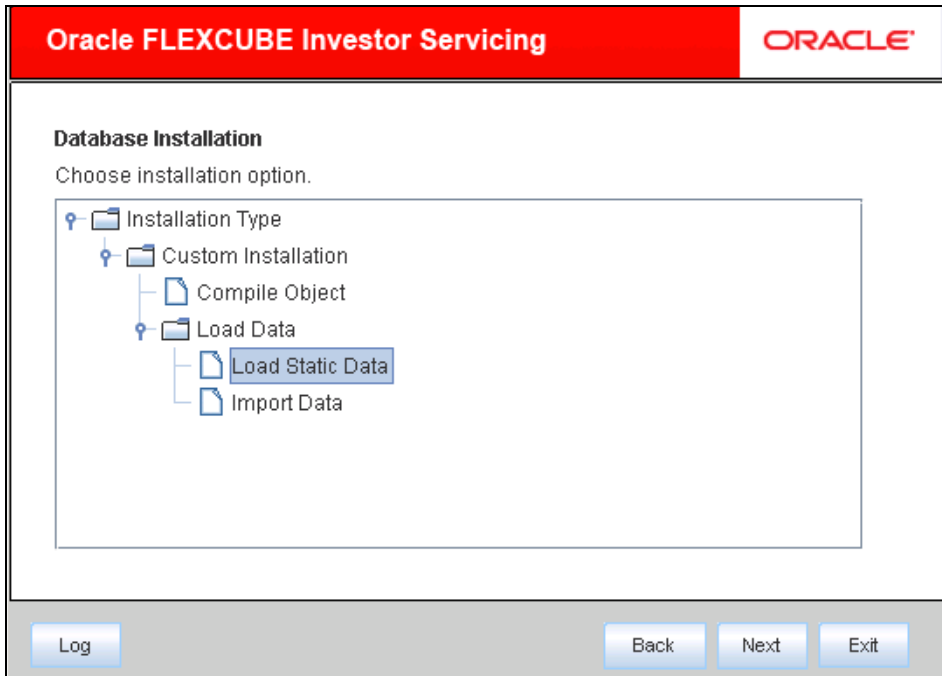 Oracle FLEXCUBE Investor Servicing
ORACLE
Database Installation
Choose installation option.
Installation Type
Custom Installation
Compile Object
Load Data
Load Static Data
Import Data
Log
Back
Next
Exit